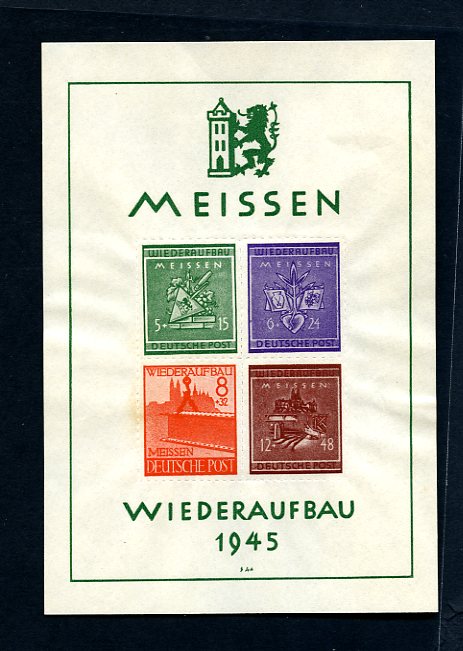 MEISSEN
WIEDERAUFBAU
MEISSEN
5+ 15
DEUTSCHE POST
WIEDERAUFBAU
MEISSEN
6+ 24
DEUTSCHE POST
WIEDERAUFBAU
8
+32
MEISSEN
DEUTSCHE POST
WIEDERAUFBAU
MEISSEN
12+ 48
DEUTSCHE POST
WIEDERAUFBAU
1945